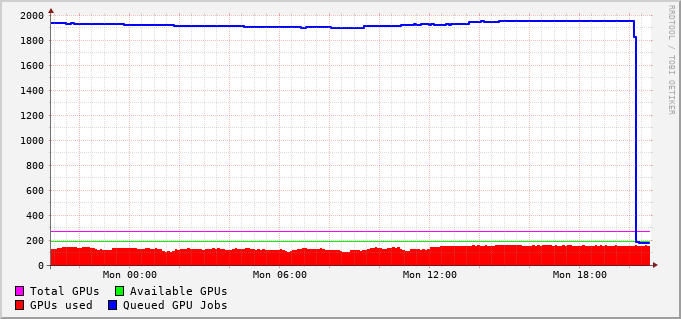 2000
1800
1600
1400
1200
1000
800
600
400
200
0
Mon 00:00 Mon 06:00 Mon 12:00 Mon 18:00
Total GPUs Available GPUs
GPUs used Queued GPU Jobs
RRDTOOL / TOBI OETIKER